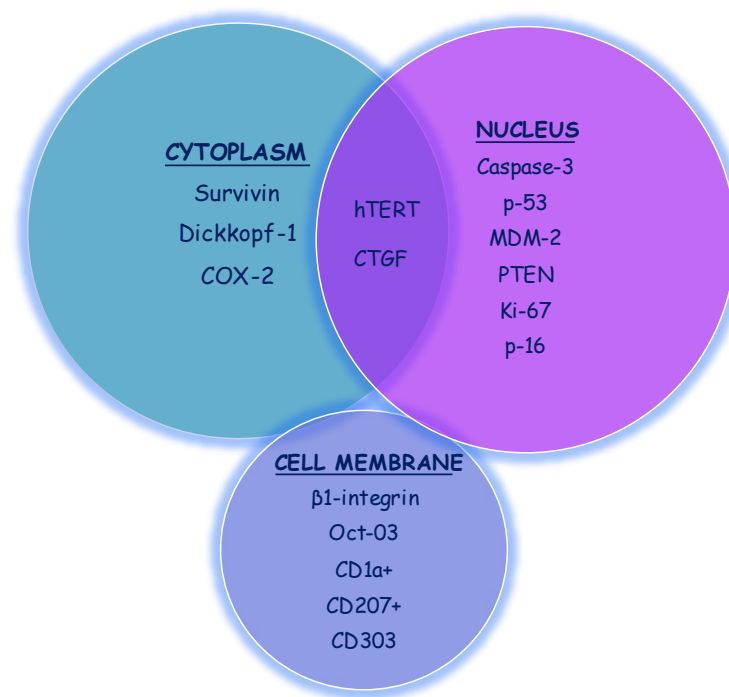 CYTOPLASM
Survivin
Dickkopf-1
COX-2
hTERT
CTGF
NUCLEUS
Caspase-3
p-53
MDM-2
PTEN
Ki-67
p-16
CELL MEMBRANE
β1-integrin
Oct-03
CD1a+
CD207+
CD303